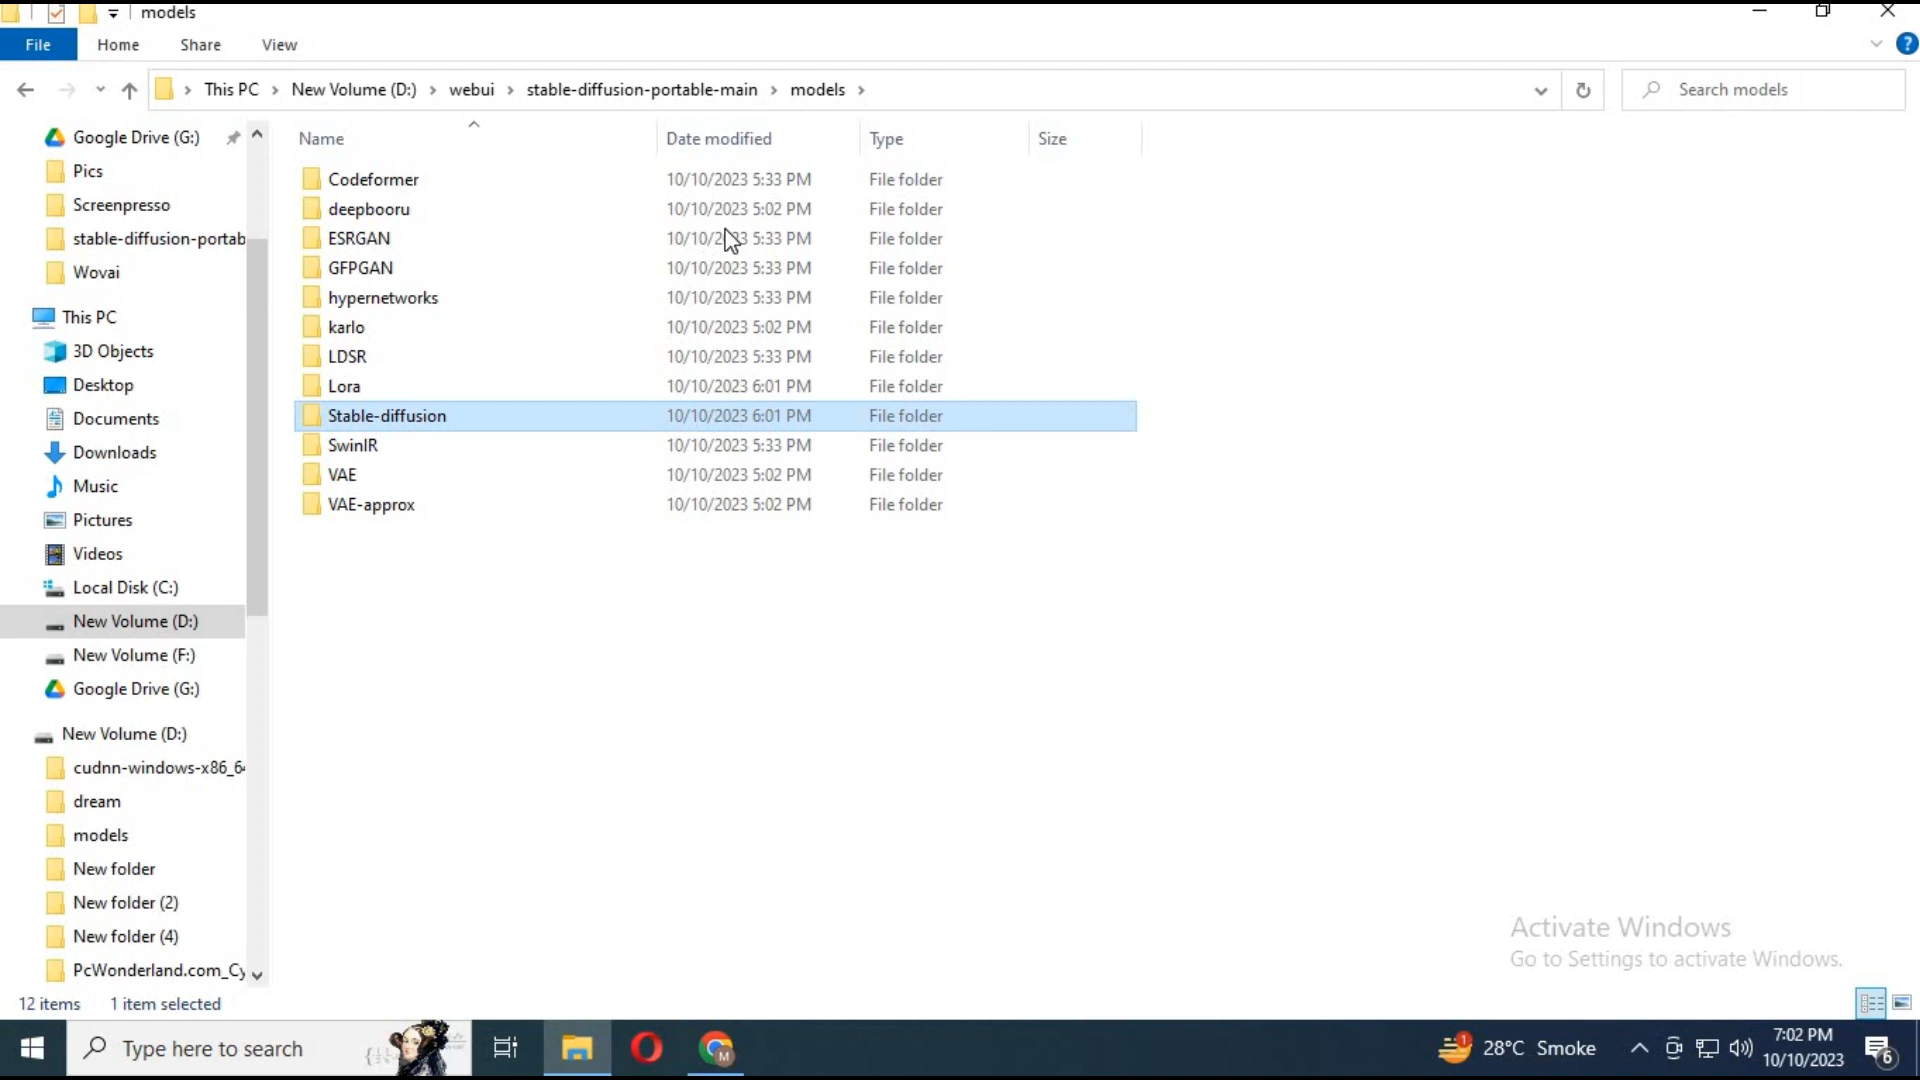 models
File Home Share View
This PC New Volume (D:) webui stable-diffusion-portable-main models
Search models
Name Date modified Type Size
Google Drive (G:)
Pics
Screenpresso
stable-diffusion-portab
Wovai
This PC
3D Objects
Desktop
Documents
Downloads
Music
Pictures
Videos
Local Disk (C:)
New Volume (D:)
New Volume (F:)
Google Drive (G:)
New Volume (D:)
cudnn-windows-x86_64
dream
models
New folder
New folder (2)
New folder (4)
PcWonderland.com_Cy
Codeformer 10/10/2023 5:33 PM File folder
deepbooru 10/10/2023 5:02 PM File folder
ESRGAN 10/10/2023 5:33 PM File folder
GFPGAN 10/10/2023 5:33 PM File folder
hypernetworks 10/10/2023 5:33 PM File folder
karlo 10/10/2023 5:02 PM File folder
LDSR 10/10/2023 5:33 PM File folder
Lora 10/10/2023 6:01 PM File folder
Stable-diffusion 10/10/2023 6:01 PM File folder
SwinIR 10/10/2023 5:33 PM File folder
VAE 10/10/2023 5:02 PM File folder
VAE-approx 10/10/2023 5:02 PM File folder
Activate Windows
Go to Settings to activate Windows.
12 items 1 item selected
Type here to search
1
M
28°C Smoke
7:02 PM
10/10/2023
6